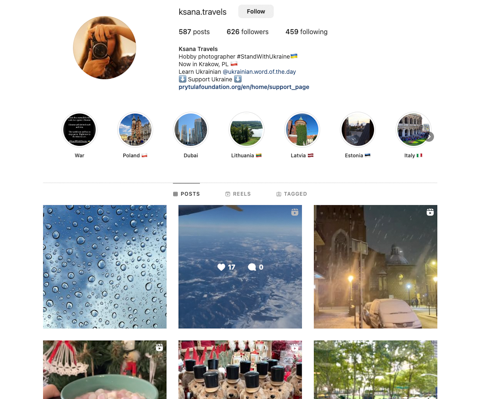 ksana.travels Follow
587 posts 626 followers 459 following
Ksana Travels
Hobby photographer #StandWithUkraine🇺🇦
Now in Krakow, PL 🇵🇱
Learn Ukrainian @ukrainian.word.of.the.day
⬇️ Support Ukraine ⬇️
prytulafoundation.org/en/home/support_page
War Poland 🇵🇱 Dubai Lithuania 🇱🇹 Latvia 🇱🇻 Estonia 🇪🇪 Italy 🇮🇹
POSTS REELS TAGGED
17 0